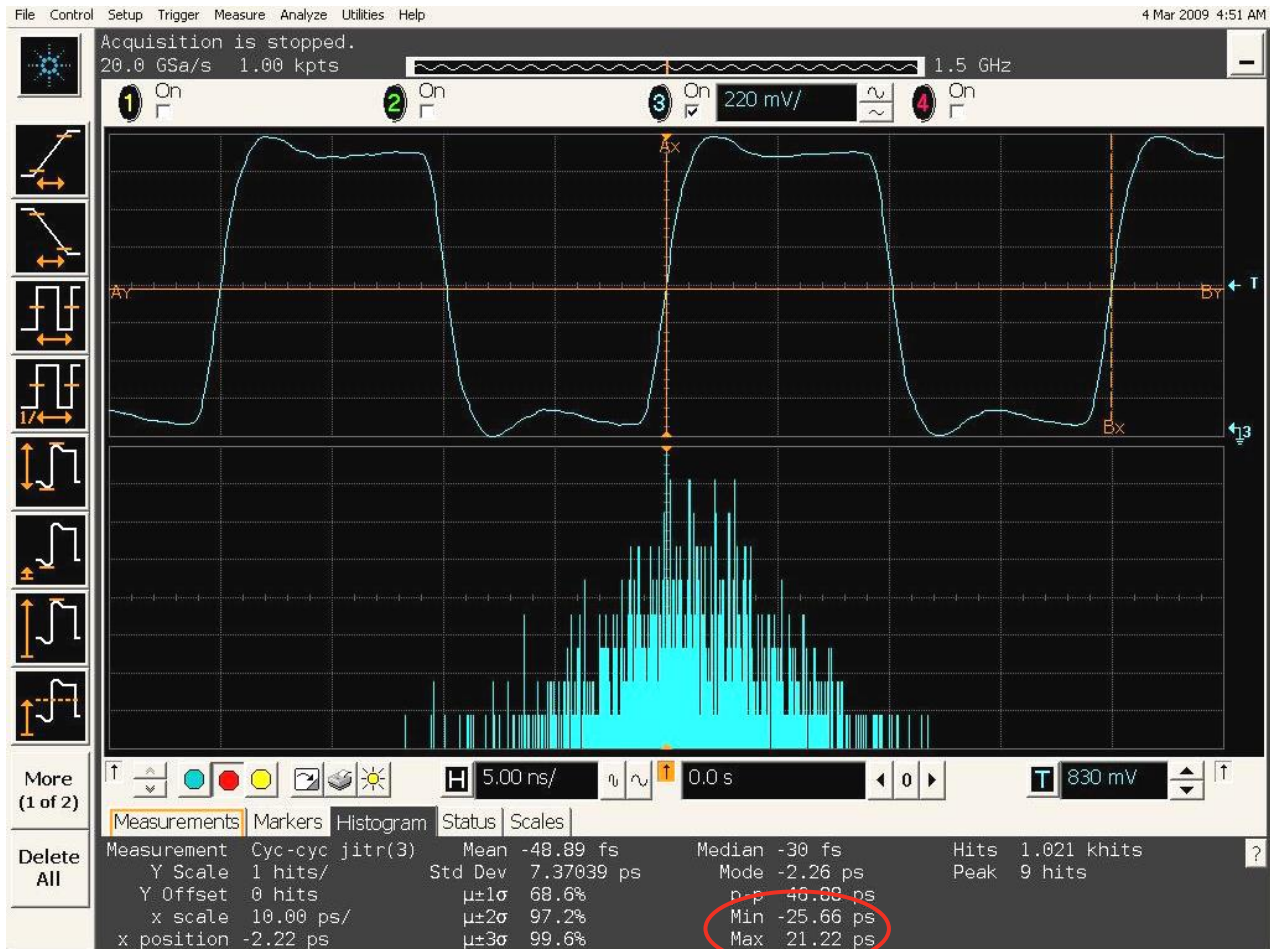 File Control Setup Trigger Measure Analyze Utilities Help 4 Mar 2009 4:51 AM
Acquisition is stopped.
20.0 GSa/s 1.00 kpts 1.5 GHz
1 On 2 On 3 On 220 mV/ 4 On
Ax
AY BY T
Bx 3
1/
More
(1 of 2)
Delete
All
H 5.00 ns/ 0.0 s 0 T 830 mV
Measurements Markers Histogram Status Scales
Measurement Cyc-cyc jitr(3) Mean -48.89 fs Median -30 fs Hits 1.021 khits ?
Y Scale 1 hits/ Std Dev 7.37039 ps Mode -2.26 ps Peak 9 hits
Y Offset 0 hits μ±1σ 68.6% p-p 46.88 ps
x scale 10.00 ps/ μ±2σ 97.2% Min -25.66 ps
x position -2.22 ps μ±3σ 99.6% Max 21.22 ps